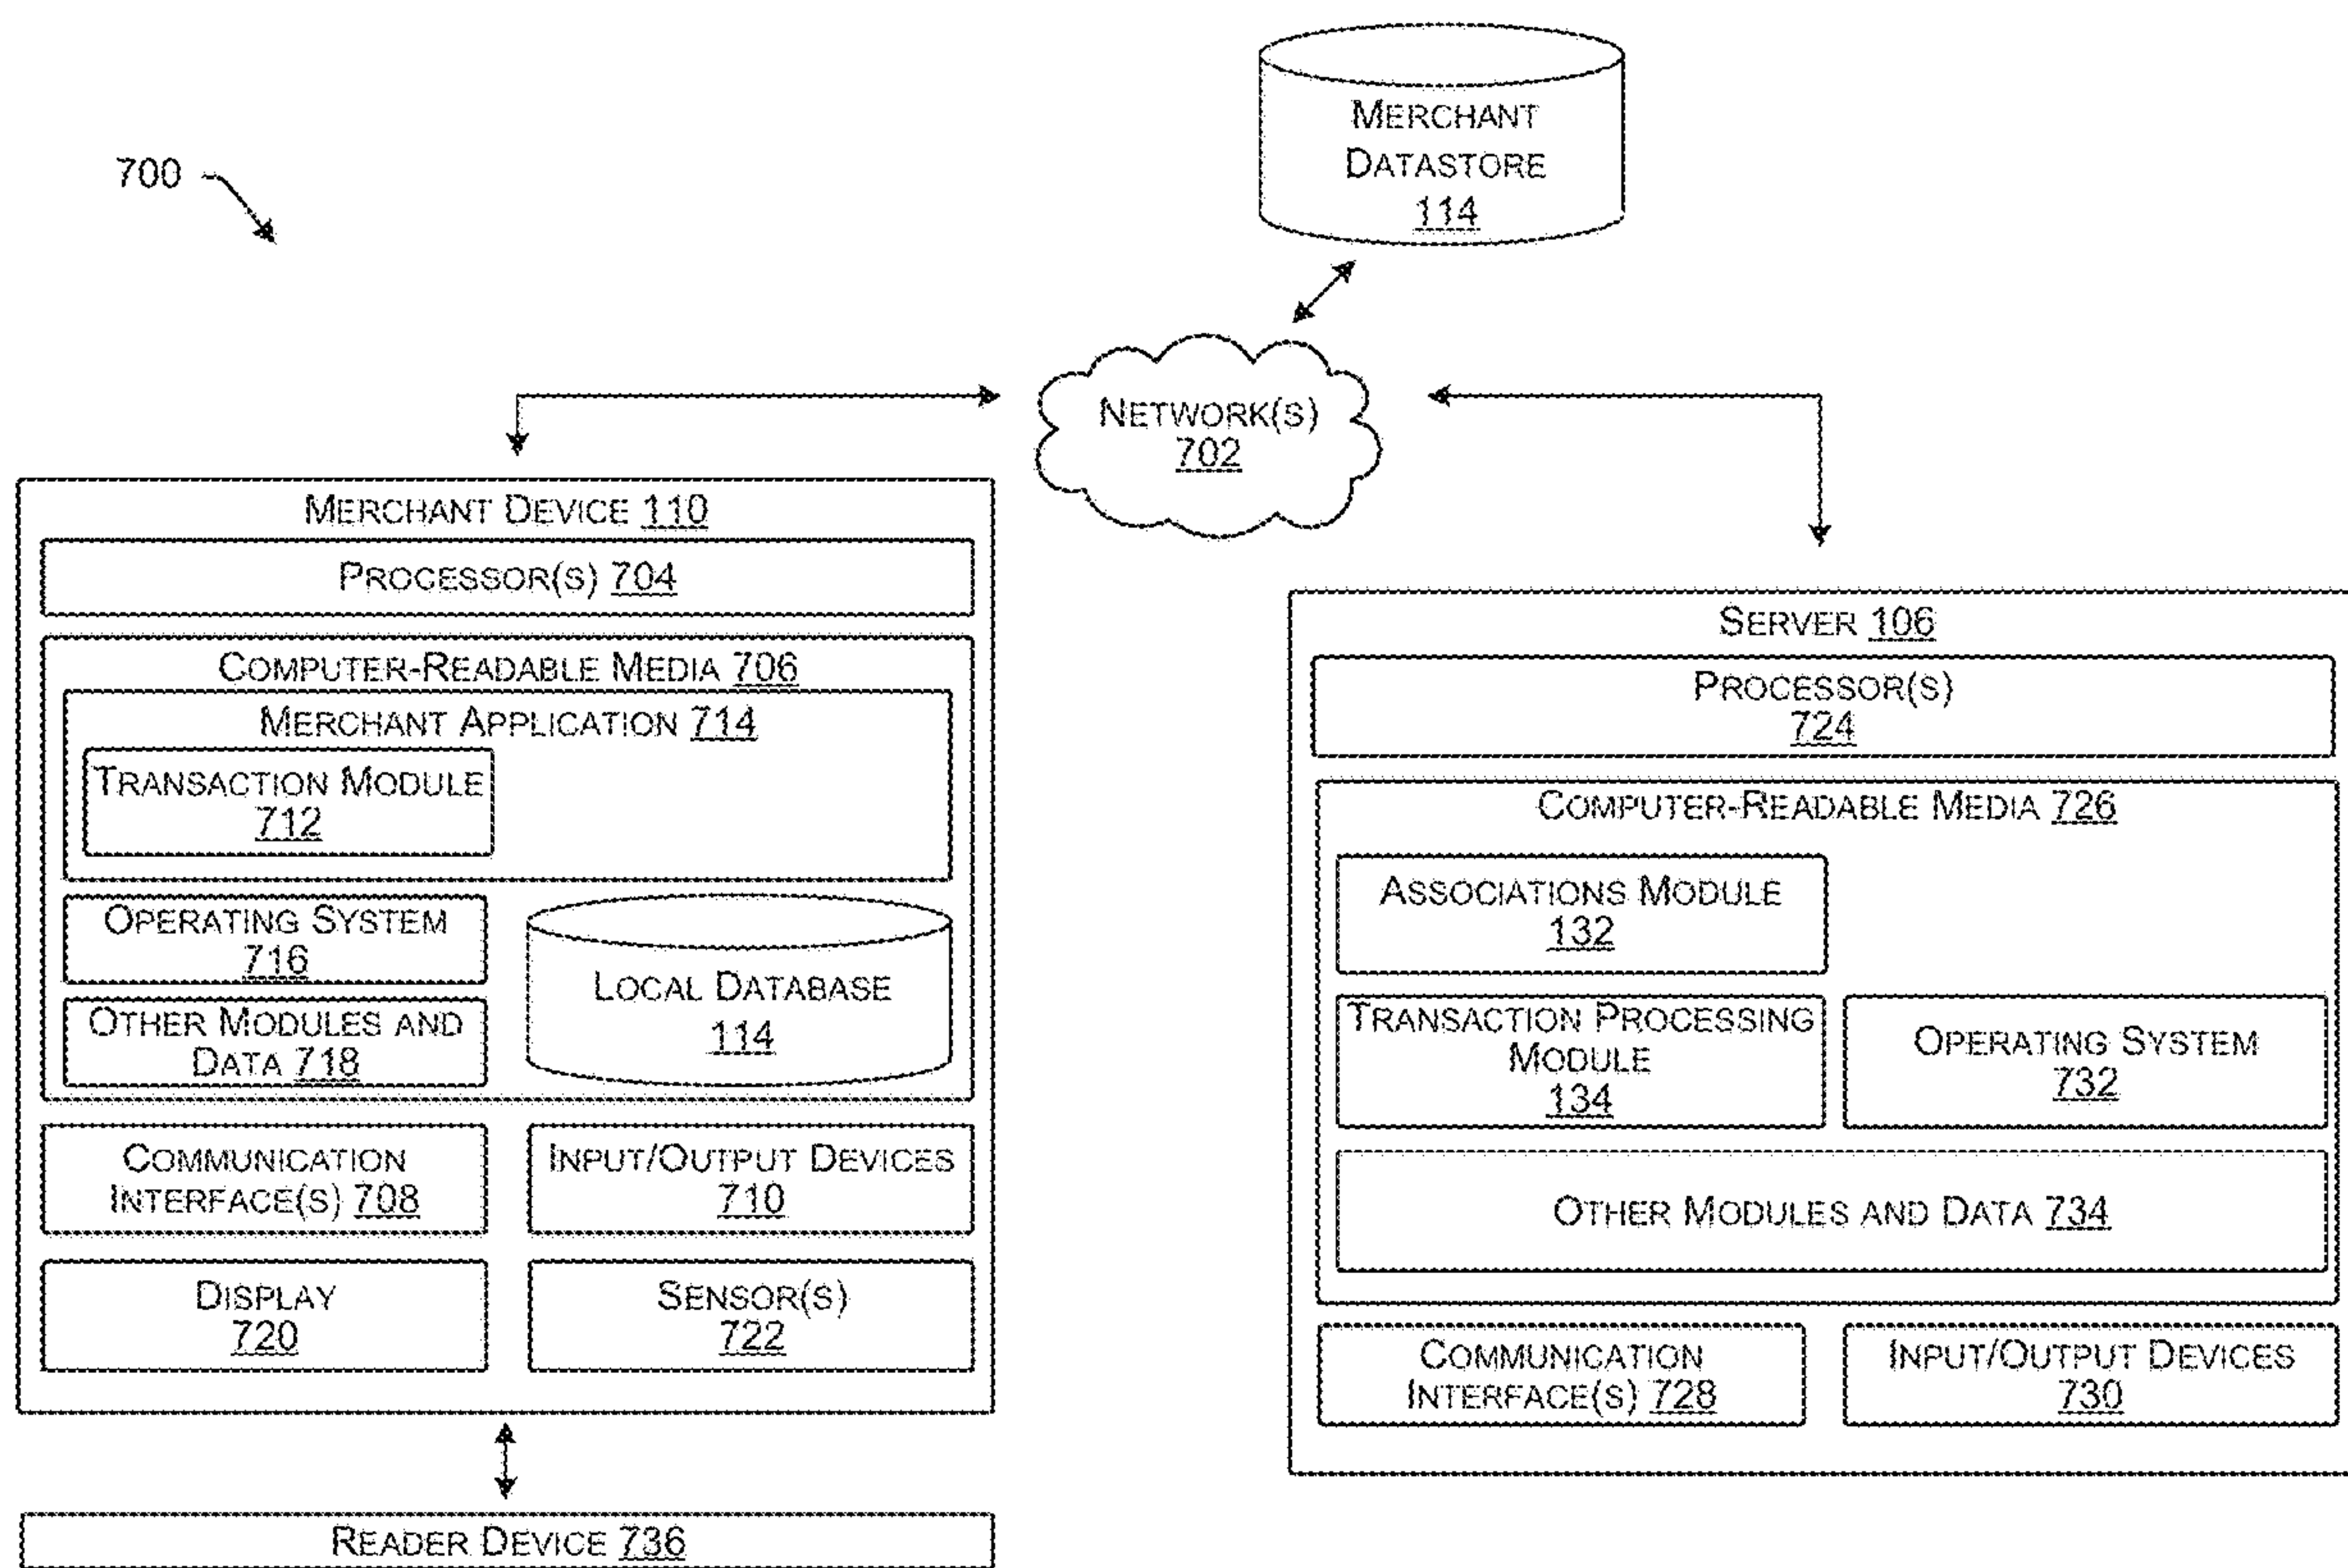 MERCHANT
DATASTORE
114
700
NETWORK(S)
702
MERCHANT DEVICE 110
PROCESSOR(S) 704
COMPUTER-READABLE MEDIA 706
MERCHANT APPLICATION 714
TRANSACTION MODULE
712
OPERATING SYSTEM
716
OTHER MODULES AND
DATA 718
LOCAL DATABASE
114
COMMUNICATION
INTERFACE(S) 708
INPUT/OUTPUT DEVICES
710
DISPLAY
720
SENSOR(S)
722
READER DEVICE 736
SERVER 106
PROCESSOR(S)
724
COMPUTER-READABLE MEDIA 726
ASSOCIATIONS MODULE
132
TRANSACTION PROCESSING
MODULE
134
OPERATING SYSTEM
732
OTHER MODULES AND DATA 734
COMMUNICATION
INTERFACE(S) 728
INPUT/OUTPUT DEVICES
730